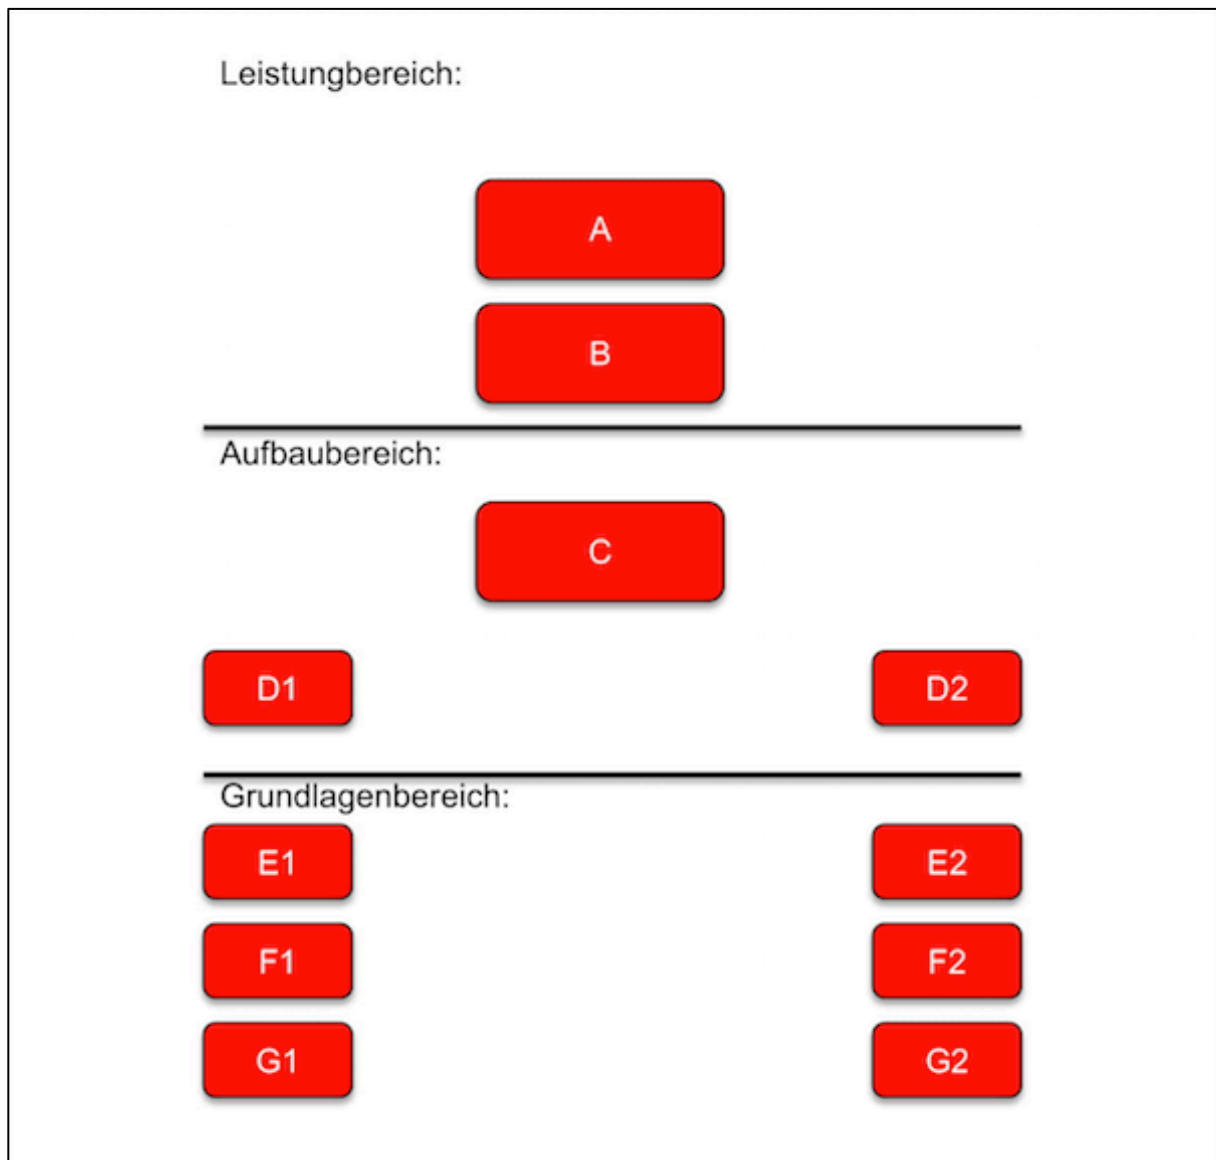 Leistungbereich:
A
B
Aufbaubereich:
C
D1 D2
Grundlagenbereich:
E1 E2
F1 F2
G1 G2